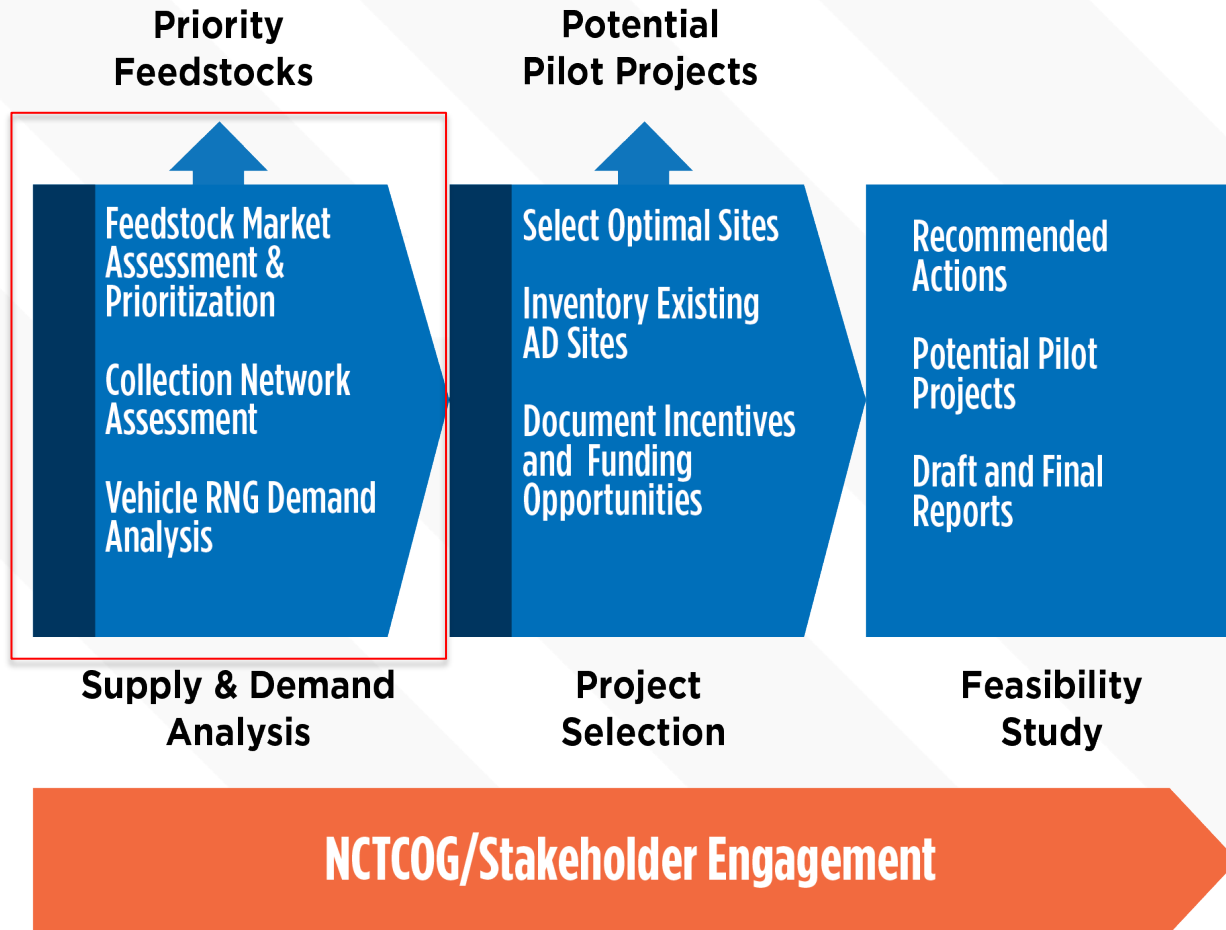 Priority
Feedstocks
Potential
Pilot Projects
Feedstock Market
Assessment &
Prioritization
Collection Network
Assessment
Vehicle RNG Demand
Analysis
Select Optimal Sites
Inventory Existing
AD Sites
Document Incentives
and Funding
Opportunities
Recommended
Actions
Potential Pilot
Projects
Draft and Final
Reports
Supply & Demand
Analysis
Project
Selection
Feasibility
Study
NCTCOG/Stakeholder Engagement